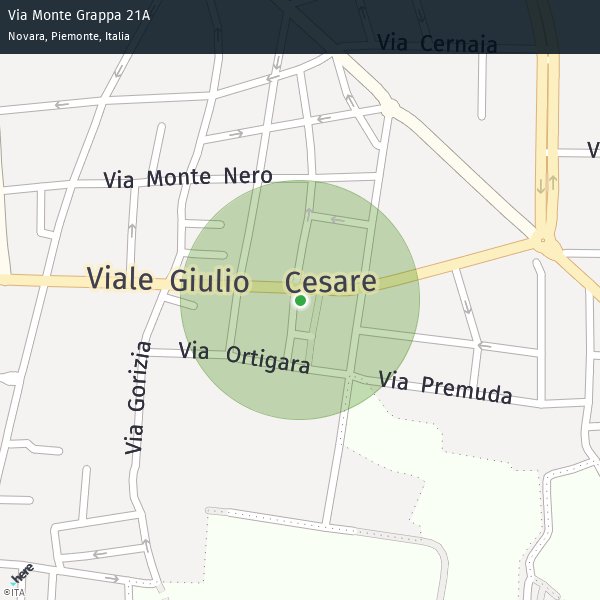 Via Monte Grappa 21A
Novara, Piemonte, Italia
Via Cernaia
V
Via Monte Nero
Viale Giulio Cesare
Via Ortigara
Via Gorizia
Via Premuda
here
©ITA